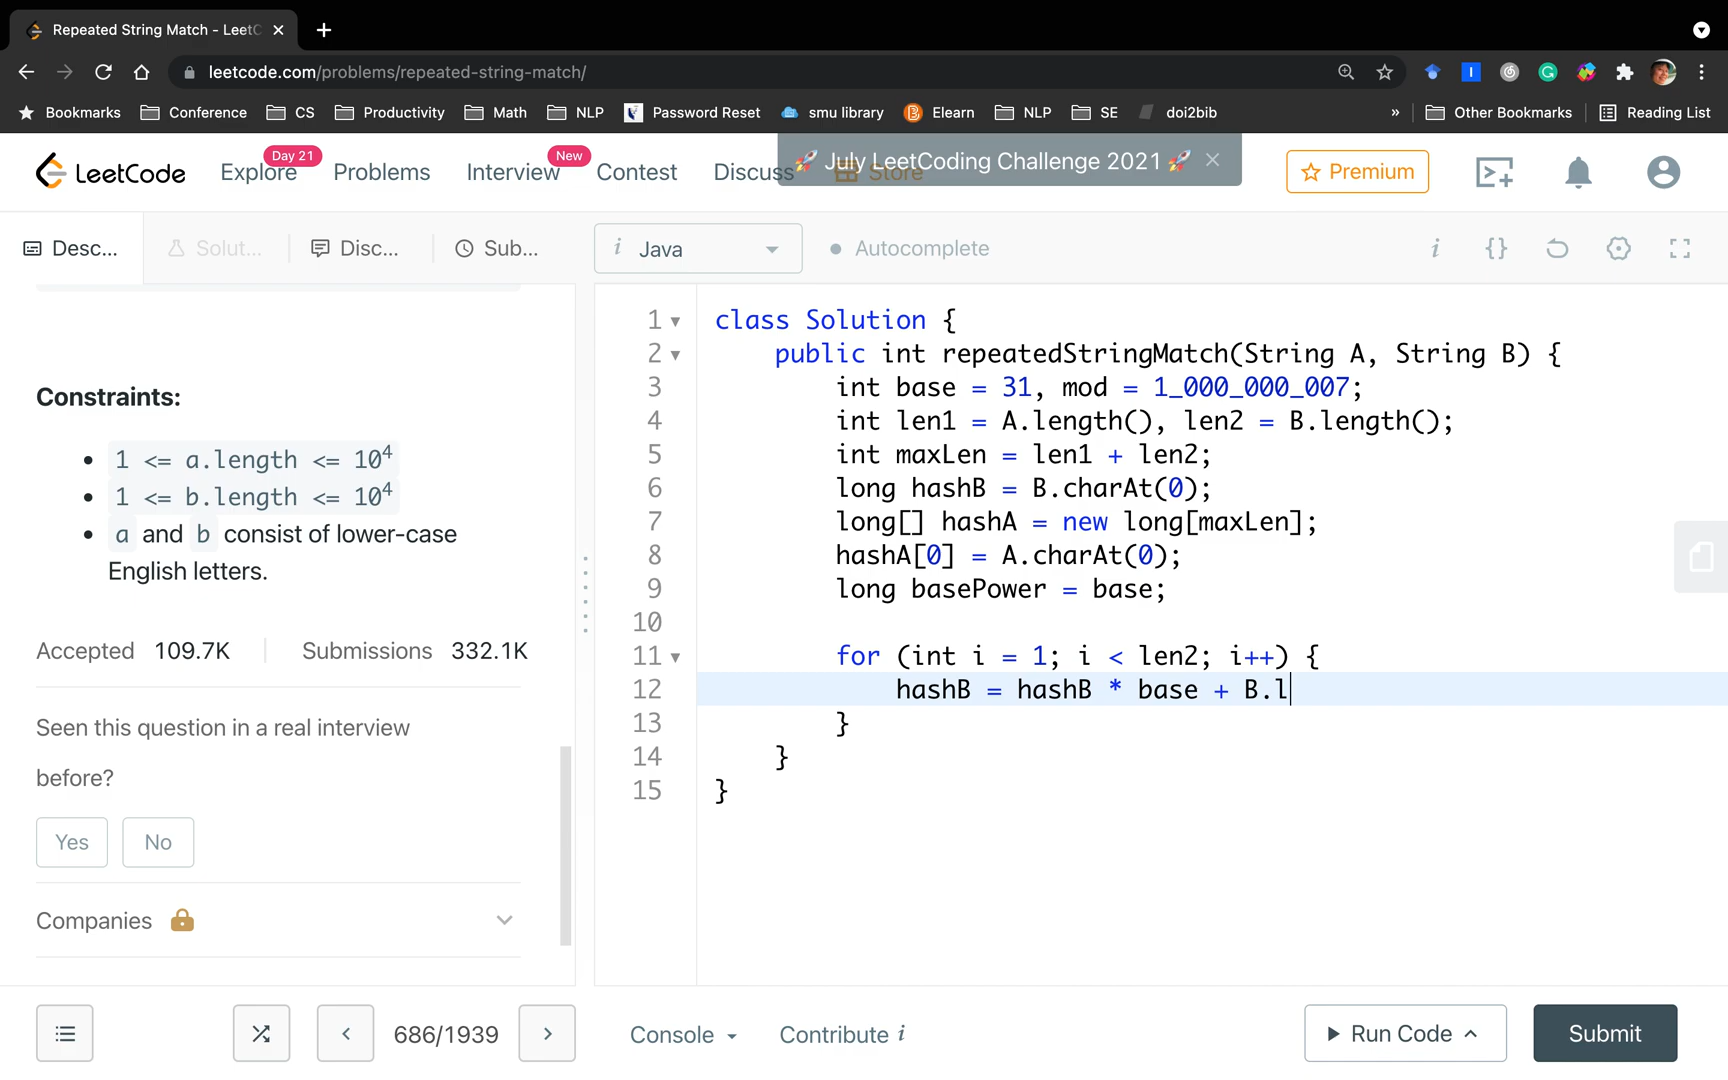 Repeated String Match - LeetC
leetcode.com/problems/repeated-string-match/
Bookmarks Conference CS Productivity Math NLP Password Reset smu library Elearn NLP SE doi2bib » Other Bookmarks Reading List
LeetCode Explore Day 21 Problems Interview New Contest Discuss Store Premium
🚀 July LeetCoding Challenge 2021 🚀
Desc... Solut... Disc... Sub... i Java Autocomplete
Constraints:
1 <= a.length <= 10^4
1 <= b.length <= 10^4
a and b consist of lower-case
English letters.
Accepted 109.7K Submissions 332.1K
Seen this question in a real interview
before?
Yes No
Companies
1 class Solution {
2 public int repeatedStringMatch(String A, String B) {
3 int base = 31, mod = 1_000_000_007;
4 int len1 = A.length(), len2 = B.length();
5 int maxLen = len1 + len2;
6 long hashB = B.charAt(0);
7 long[] hashA = new long[maxLen];
8 hashA[0] = A.charAt(0);
9 long basePower = base;
10
11 for (int i = 1; i < len2; i++) {
12 hashB = hashB * base + B.l
13 }
14 }
15 }
686/1939 Console Contribute i Run Code Submit